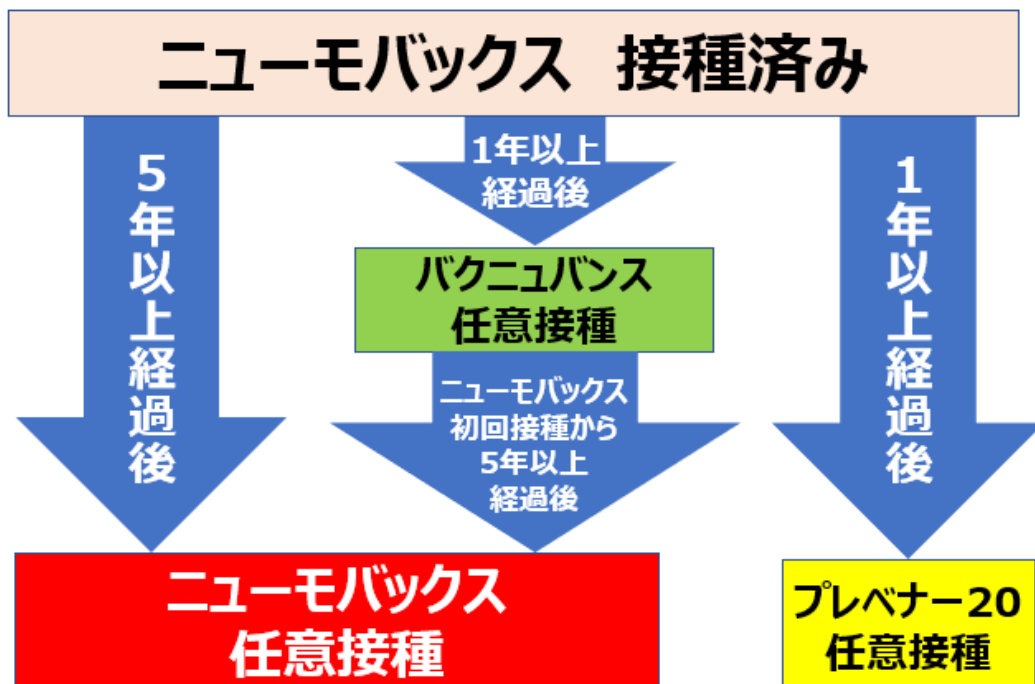 ニューモバックス 接種済み
5年以上経過後
1年以上
経過後
バクニュバンス
任意接種
ニューモバックス
初回接種から
5年以上
経過後
ニューモバックス
任意接種
1年以上経過後
プレベナー20
任意接種